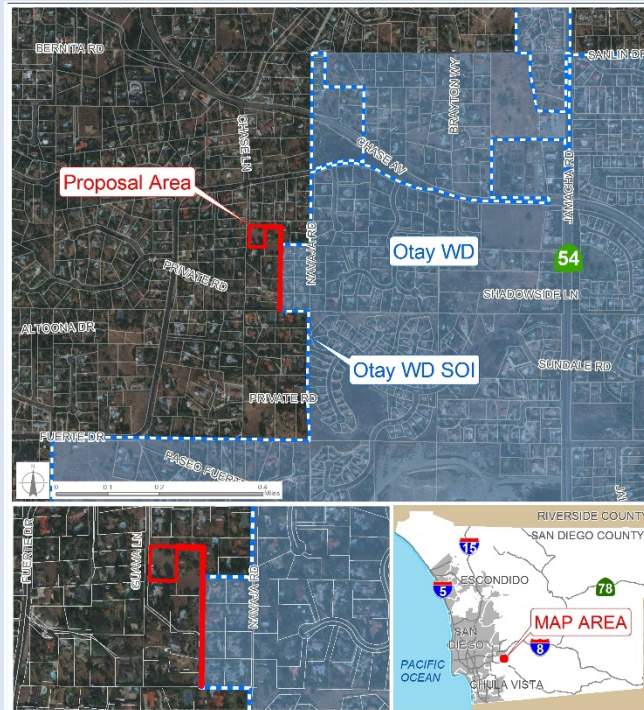 BERNITA RD
SANLIN DR
BRAYTON WY
CHASE LN
CHASE AV
JAMACHA RD
Proposal Area
NAVAJA RD
Otay WD
54
PRIVATE RD
SHADOWSIDE LN
ALTOONA DR
Otay WD SOI
SUNDALE RD
PRIVATE RD
FUERTE DR
PASEO FUERT
N
0 0.1 0.2 0.4
Miles
FUERTE DR
GUAVA LN
NAVAJA RD
RIVERSIDE COUNTY
SAN DIEGO COUNTY
15
5
ESCONDIDO
78
SAN
DIEGO
MAP AREA
8
PACIFIC
OCEAN
CHULA VISTA